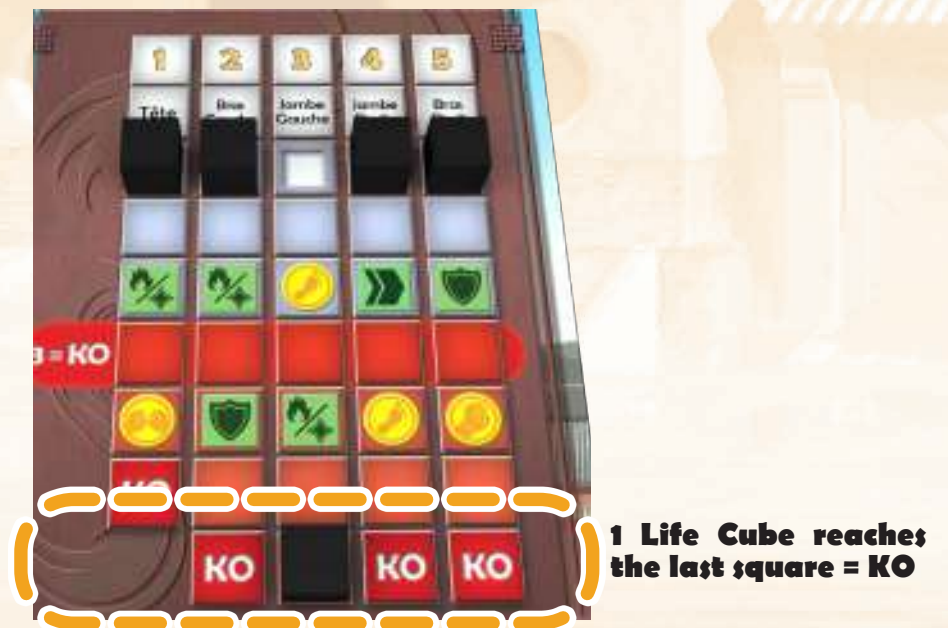 1 2 3 4 5
Tête Bras Jambe Jambe Bras
Gauche
= KO
KO
KO KO KO
1 Life Cube reaches
the last square = KO